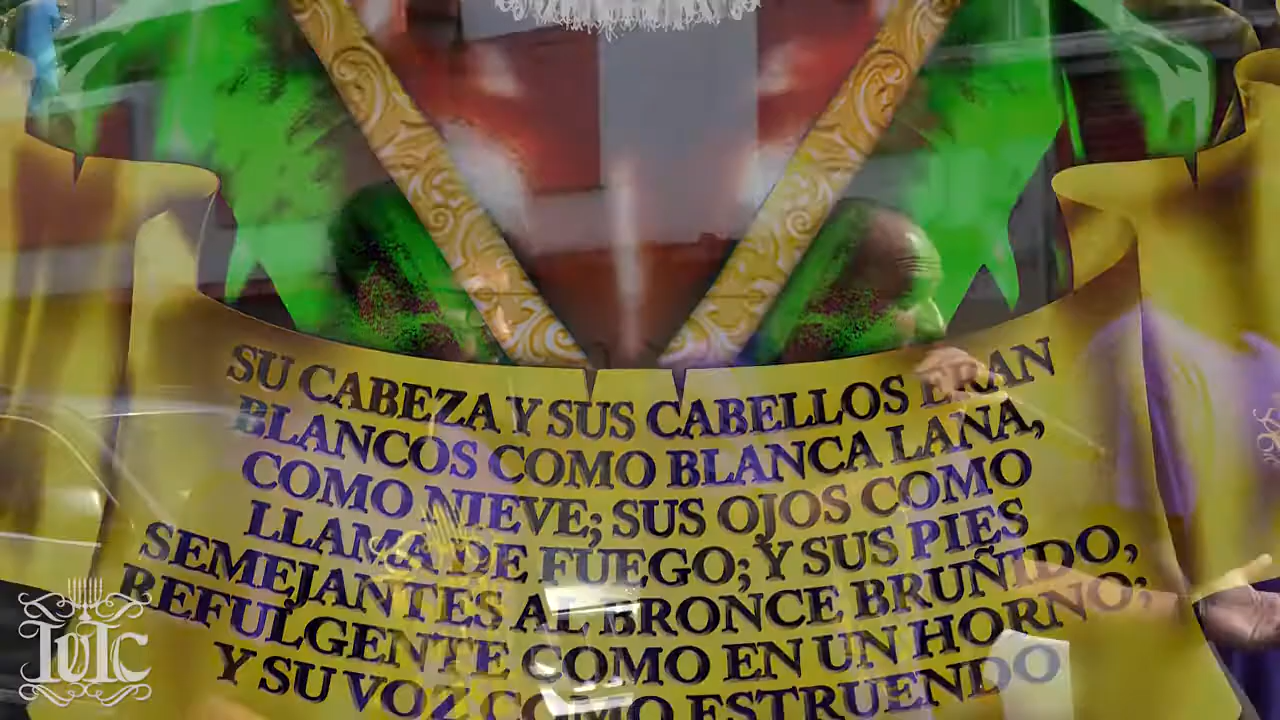 SU CABEZA Y SUS CABELLOS ERAN
BLANCOS COMO BLANCA LANA,
COMO NIEVE; SUS OJOS COMO
LLAMA DE FUEGO; Y SUS PIES
SEMEJANTES AL BRONCE BRUÑIDO,
REFULGENTE COMO EN UN HORNO;
Y SU VOZ COMO ESTRUENDO
IUIC